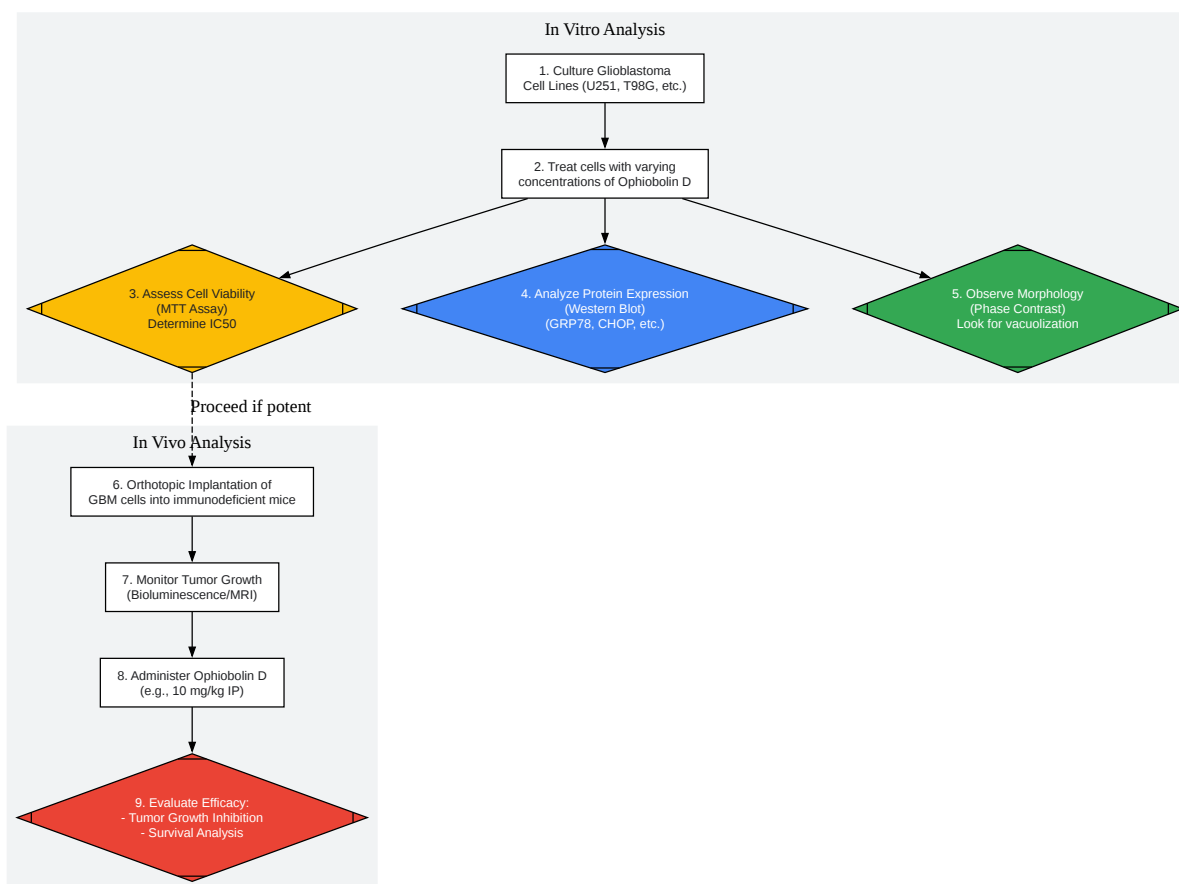 In Vitro Analysis
1. Culture Glioblastoma
Cell Lines (U251, T98G, etc.)
2. Treat cells with varying
concentrations of Ophiobolin D
3. Assess Cell Viability
(MTT Assay)
Determine IC50
4. Analyze Protein Expression
(Western Blot)
(GRP78, CHOP, etc.)
5. Observe Morphology
(Phase Contrast)
Look for vacuolization
Proceed if potent
In Vivo Analysis
6. Orthotopic Implantation of
GBM cells into immunodeficient mice
7. Monitor Tumor Growth
(Bioluminescence/MRI)
8. Administer Ophiobolin D
(e.g., 10 mg/kg IP)
9. Evaluate Efficacy:
- Tumor Growth Inhibition
- Survival Analysis